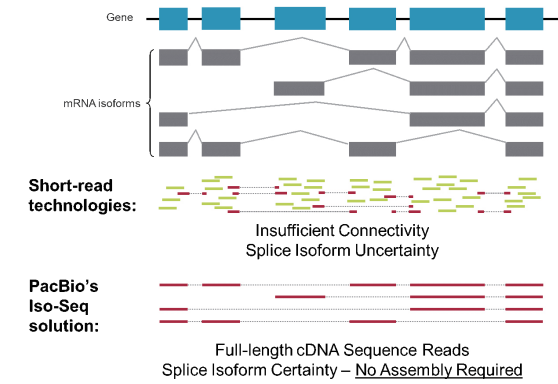 Gene
mRNA isoforms
Short-read
technologies:
Insufficient Connectivity
Splice Isoform Uncertainty
PacBio's
Iso-Seq
solution:
Full-length cDNA Sequence Reads
Splice Isoform Certainty – No Assembly Required